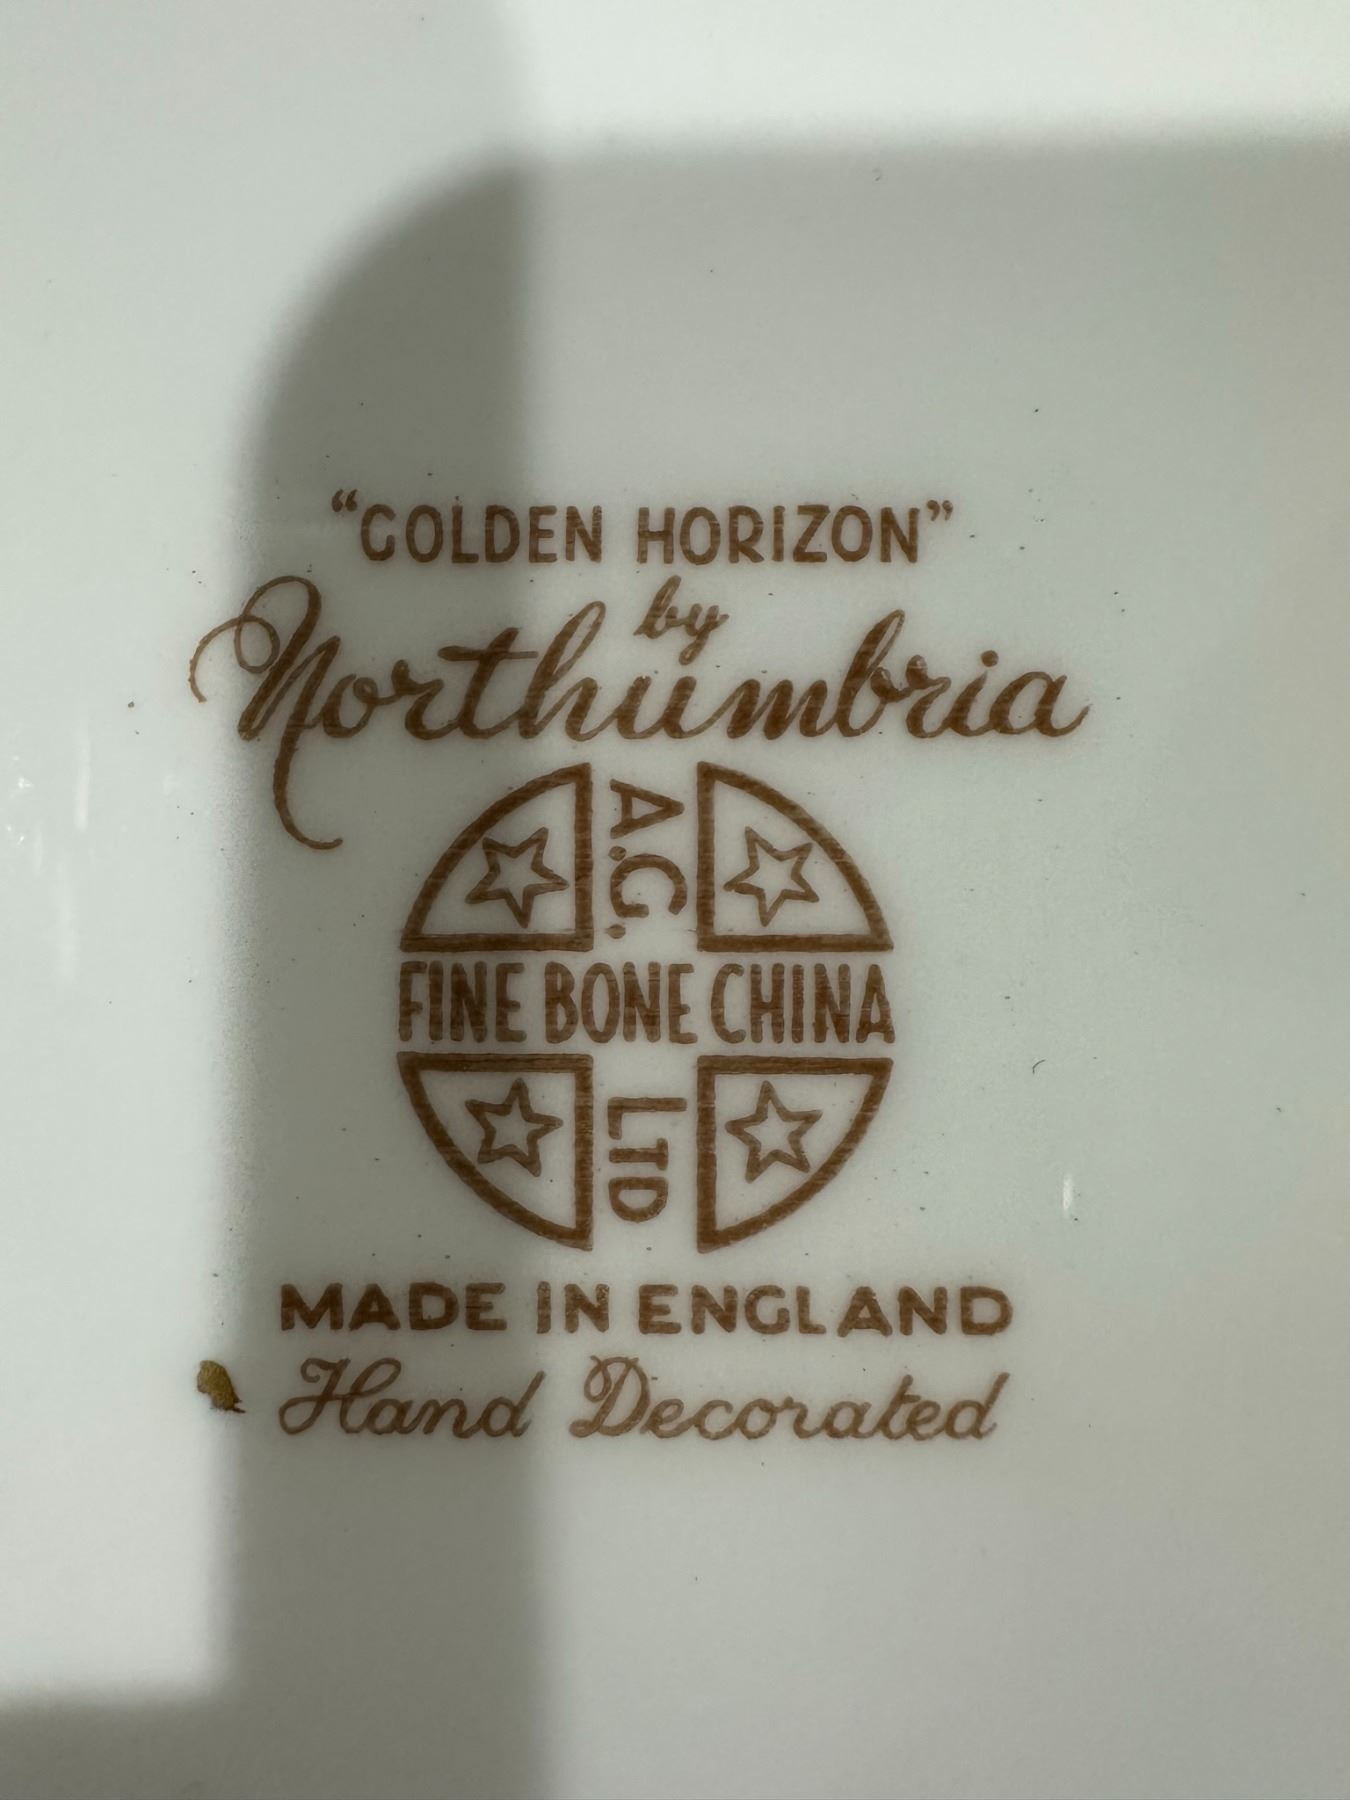 “GOLDEN HORIZON”
by
Northumbria
A.C.
FINE BONE CHINA
LTD
MADE IN ENGLAND
Hand Decorated